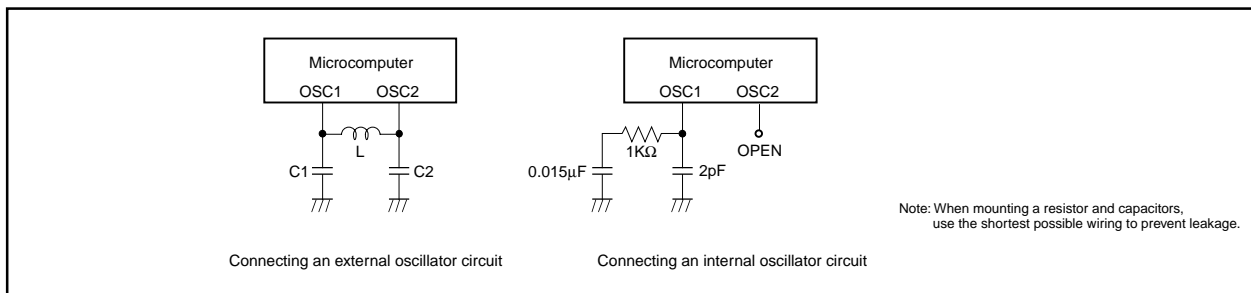 Microcomputer
OSC1 OSC2
L
C1
C2
Connecting an external oscillator circuit
Microcomputer
OSC1 OSC2
1KΩ
OPEN
0.015μF
2pF
Connecting an internal oscillator circuit
Note: When mounting a resistor and capacitors,
use the shortest possible wiring to prevent leakage.